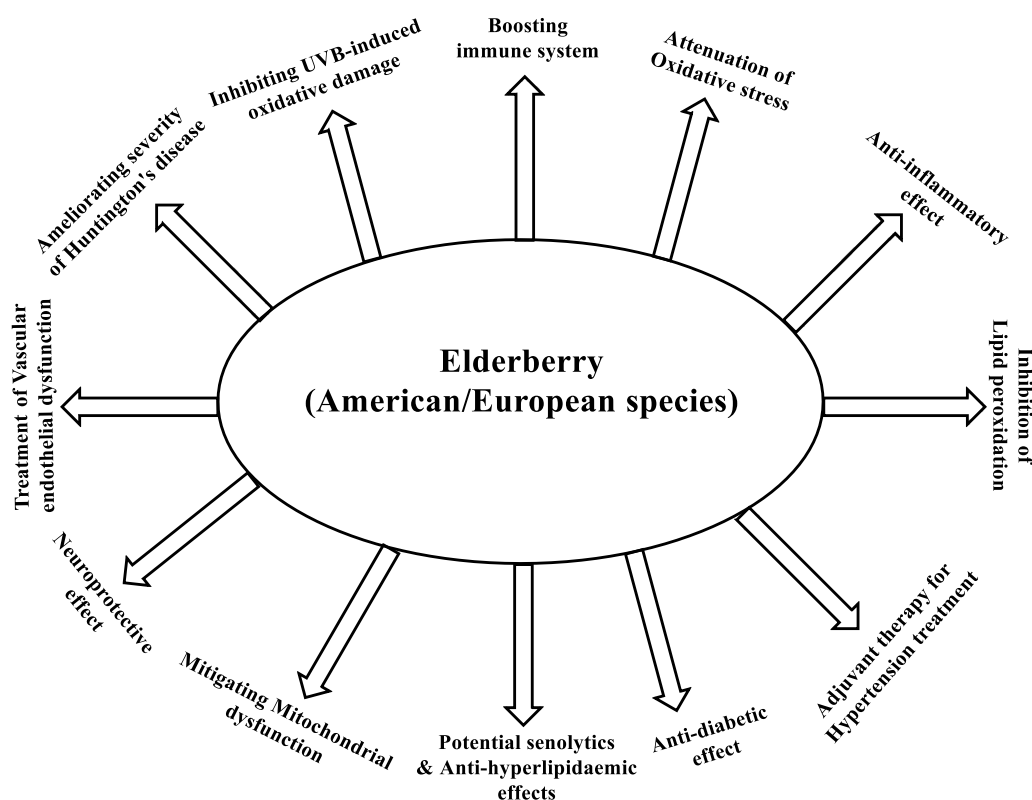 Boosting
immune system
Attenuation of
Oxidative stress
Anti-inflammatory
effect
Inhibition of
Lipid peroxidation
Adjuvant therapy for
Hypertension treatment
Anti-diabetic
effect
Potential senolytics
& Anti-hyperlipidaemic
effects
Mitigating Mitochondrial
dysfunction
Neuroprotective
effect
Treatment of Vascular
endothelial dysfunction
Ameliorating severity
of Huntington's disease
Inhibiting UVB-induced
oxidative damage
Elderberry
(American/European species)